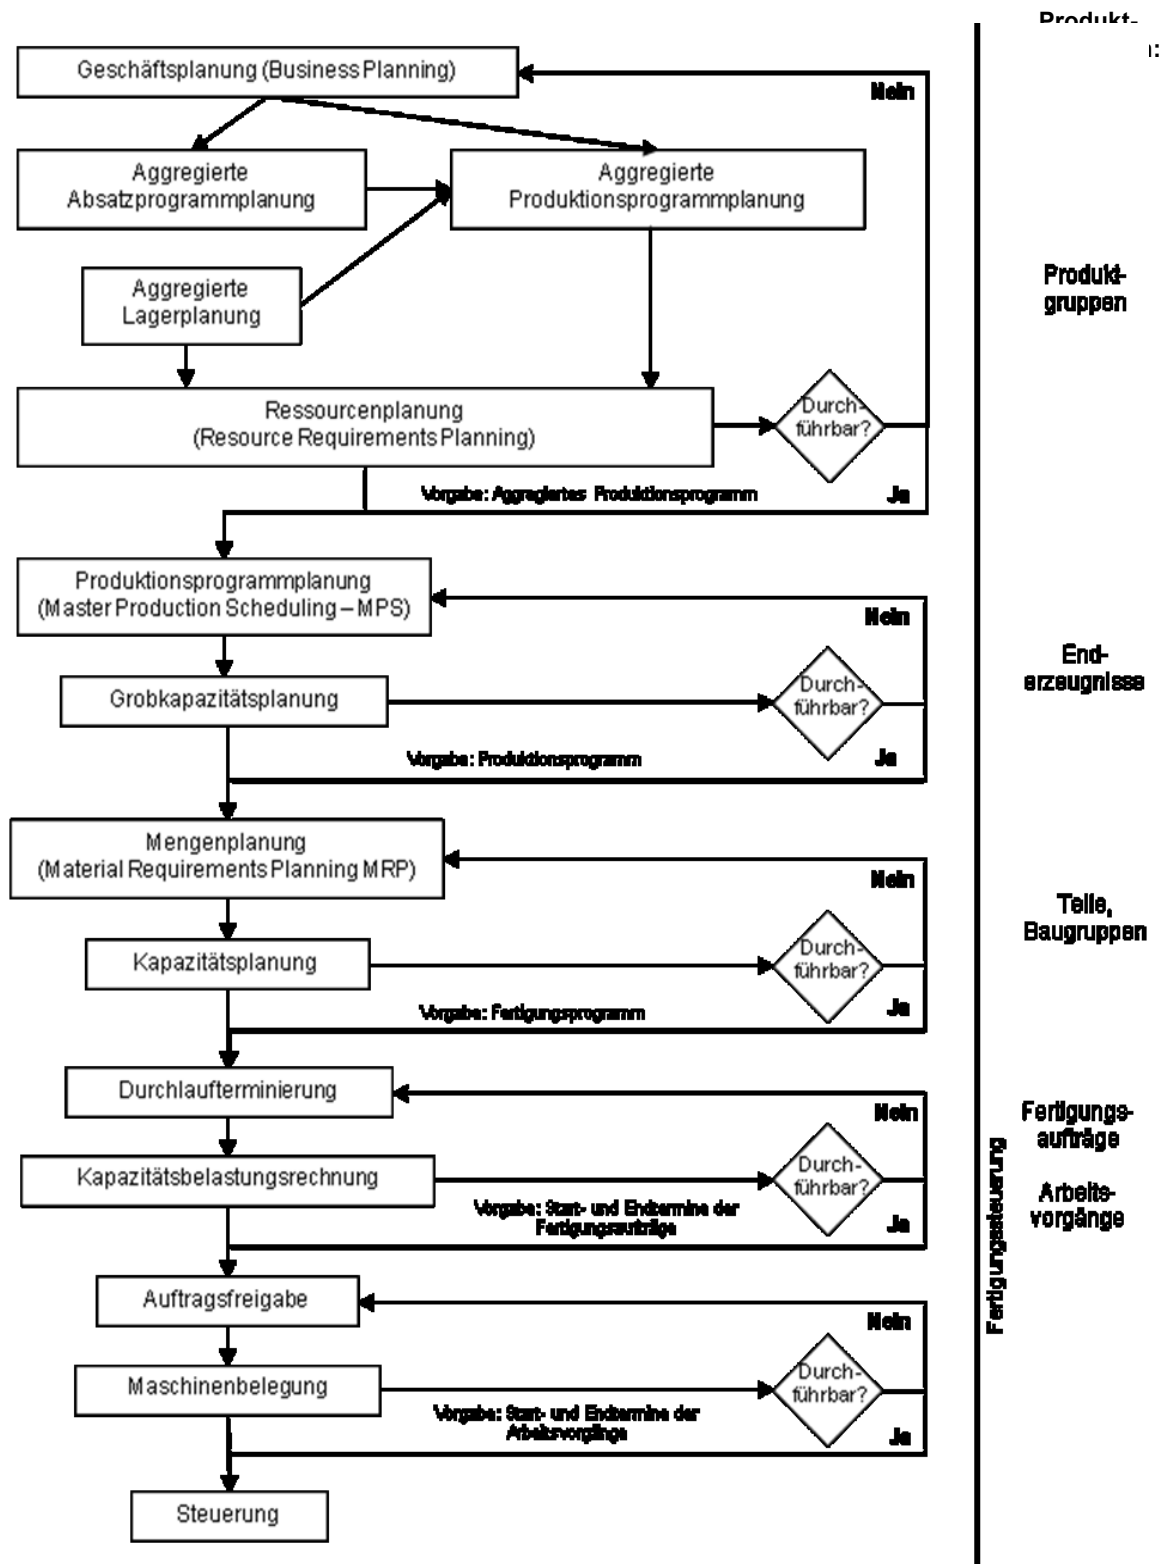 Produkt-
:
Geschäftsplanung (Business Planning)
Nein
Aggregierte
Absatzprogrammplanung
Aggregierte
Produktionsprogrammplanung
Aggregierte
Lagerplanung
Produkt-
gruppen
Ressourcenplanung
(Resource Requirements Planning)
Durch-
führbar?
Vorgabe: Aggregiertes Produktionsprogramm
Ja
Produktionsprogrammplanung
(Master Production Scheduling – MPS)
Nein
Grobkapazitätsplanung
Durch-
führbar?
End-
erzeugnisse
Vorgabe: Produktionsprogramm
Ja
Mengenplanung
(Material Requirements Planning MRP)
Nein
Kapazitätsplanung
Durch-
führbar?
Teile,
Baugruppen
Vorgabe: Fertigungsprogramm
Ja
Durchlaufterminierung
Nein
Fertigungs-
aufträge
Kapazitätsbelastungsrechnung
Durch-
führbar?
Arbeits-
vorgänge
Vorgabe: Start- und Endtermine der
Fertigungsaufträge
Ja
Fertigungssteuerung
Auftragsfreigabe
Nein
Maschinenbelegung
Durch-
führbar?
Vorgabe: Start- und Endtermine der
Arbeitsvorgänge
Ja
Steuerung